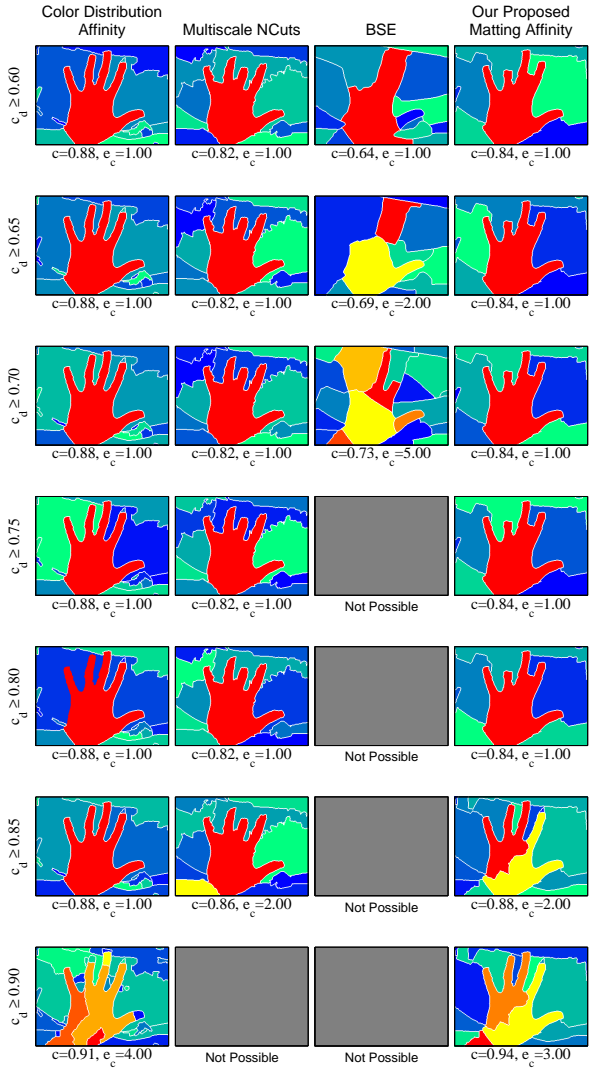 Color Distribution Affinity
Multiscale NCuts
BSE
Our Proposed Matting Affinity
c ≥ 0.60
P
c=0.88, e_c=1.00
c=0.82, e_c=1.00
c=0.64, e_c=1.00
c=0.84, e_c=1.00
c ≥ 0.65
P
c=0.88, e_c=1.00
c=0.82, e_c=1.00
c=0.69, e_c=2.00
c=0.84, e_c=1.00
c ≥ 0.70
P
c=0.88, e_c=1.00
c=0.82, e_c=1.00
c=0.73, e_c=5.00
c=0.84, e_c=1.00
c ≥ 0.75
P
c=0.88, e_c=1.00
c=0.82, e_c=1.00
Not Possible
c=0.84, e_c=1.00
c ≥ 0.80
P
c=0.88, e_c=1.00
c=0.82, e_c=1.00
Not Possible
c=0.84, e_c=1.00
c ≥ 0.85
P
c=0.88, e_c=1.00
c=0.86, e_c=2.00
Not Possible
c=0.88, e_c=2.00
c ≥ 0.90
P
c=0.91, e_c=4.00
Not Possible
Not Possible
c=0.94, e_c=3.00